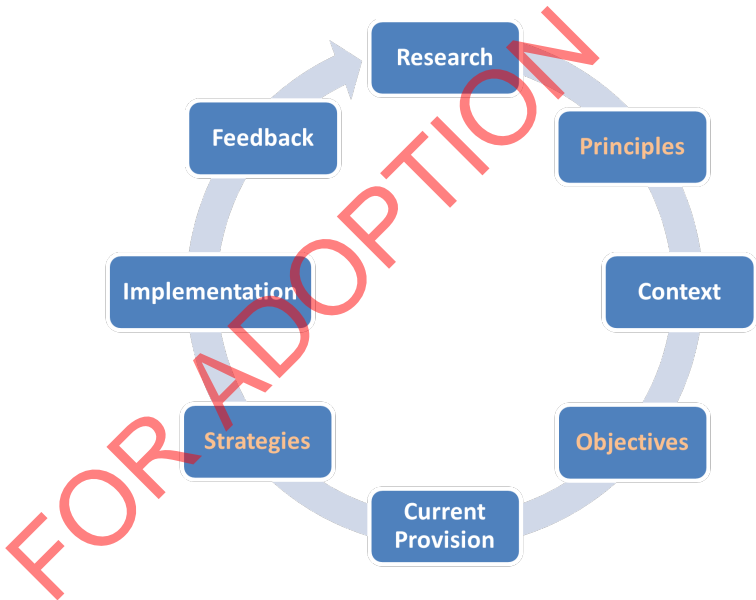 Research
Principles
Context
Objectives
Current
Provision
Strategies
Implementation
Feedback
FOR ADOPTION